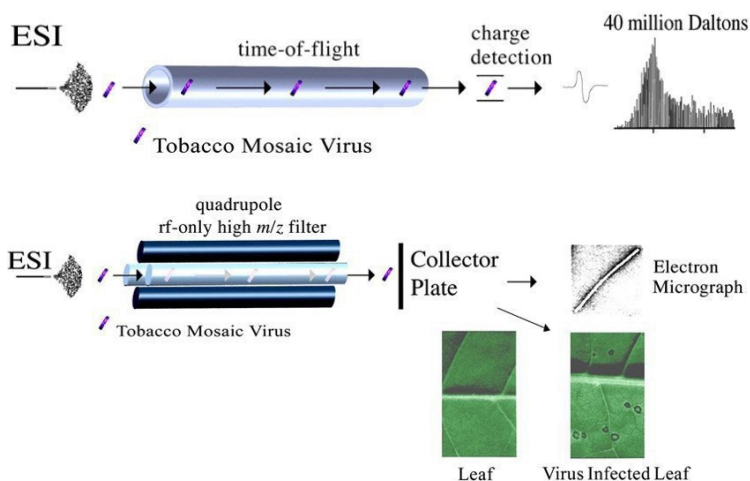 ESI
time-of-flight
charge
detection
40 million Daltons
Tobacco Mosaic Virus
quadrupole
rf-only high m/z filter
ESI
Collector
Plate
Electron
Micrograph
Tobacco Mosaic Virus
Leaf
Virus Infected Leaf